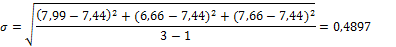 σ = √(((7,99 − 7,44)² + (6,66 − 7,44)² + (7,66 − 7,44)²) / (3 − 1)) = 0,4897